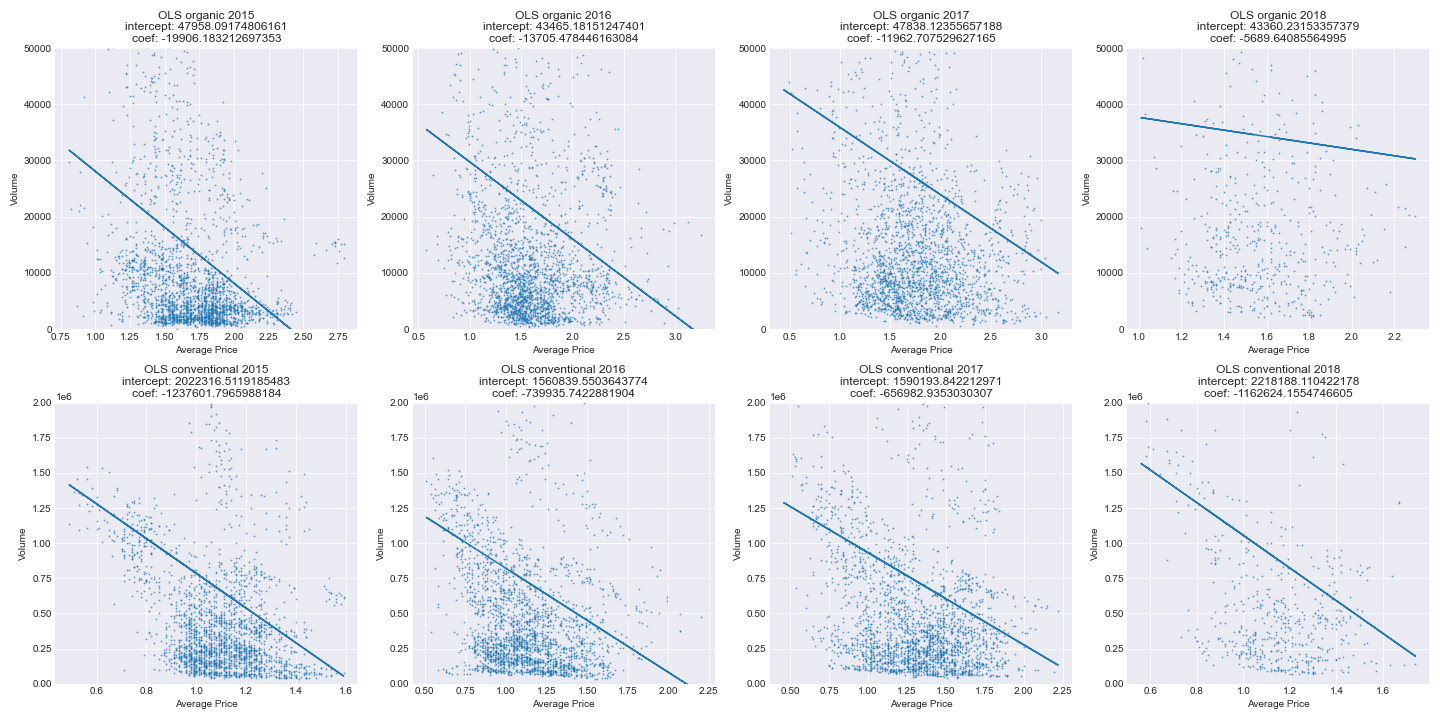 OLS organic 2015
intercept: 47958.09174806161
coef: -19906.183212697353
50000
40000
30000
20000
10000
0
Volume
0.75 1.00 1.25 1.50 1.75 2.00 2.25 2.50 2.75
Average Price
OLS organic 2016
intercept: 43465.18151247401
coef: -13705.478446163084
50000
40000
30000
20000
10000
0
Volume
0.5 1.0 1.5 2.0 2.5 3.0
Average Price
OLS organic 2017
intercept: 47838.12355657188
coef: -11962.707529627165
50000
40000
30000
20000
10000
0
Volume
0.5 1.0 1.5 2.0 2.5 3.0
Average Price
OLS organic 2018
intercept: 43360.23153357379
coef: -5689.64085564995
50000
40000
30000
20000
10000
0
Volume
1.0 1.2 1.4 1.6 1.8 2.0 2.2
Average Price
OLS conventional 2015
intercept: 2022316.5119185483
coef: -1237601.7965988184
1e6
2.00
1.75
1.50
1.25
1.00
0.75
0.50
0.25
0.00
Volume
0.6 0.8 1.0 1.2 1.4 1.6
Average Price
OLS conventional 2016
intercept: 1560839.5503643774
coef: -739935.7422881904
1e6
2.00
1.75
1.50
1.25
1.00
0.75
0.50
0.25
0.00
Volume
0.50 0.75 1.00 1.25 1.50 1.75 2.00 2.25
Average Price
OLS conventional 2017
intercept: 1590193.842212971
coef: -656982.9353030307
1e6
2.00
1.75
1.50
1.25
1.00
0.75
0.50
0.25
0.00
Volume
0.50 0.75 1.00 1.25 1.50 1.75 2.00 2.25
Average Price
OLS conventional 2018
intercept: 2218188.110422178
coef: -1162624.1554746605
1e6
2.00
1.75
1.50
1.25
1.00
0.75
0.50
0.25
0.00
Volume
0.6 0.8 1.0 1.2 1.4 1.6
Average Price